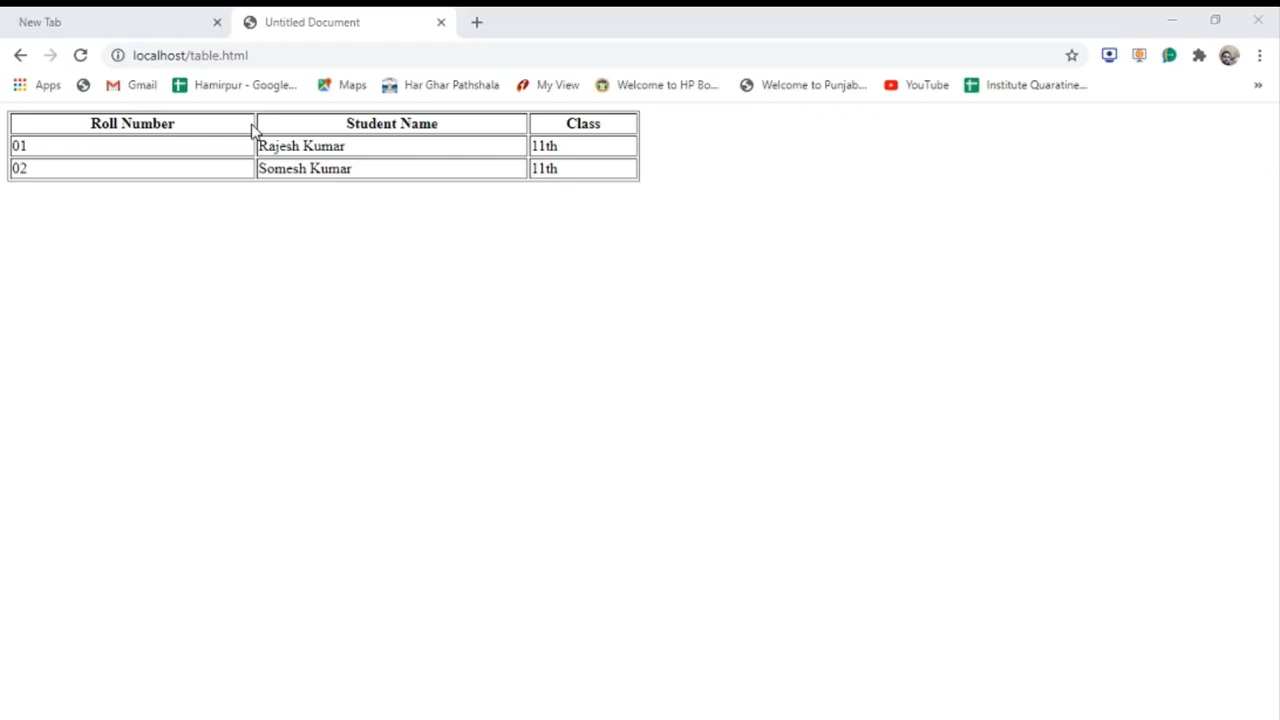 New Tab
Untitled Document
localhost/table.html
Apps
Gmail
Hamirpur - Google...
Maps
Har Ghar Pathshala
My View
Welcome to HP Bo...
Welcome to Punjab...
YouTube
Institute Quaratine...
Roll Number Student Name Class
01 Rajesh Kumar 11th
02 Somesh Kumar 11th